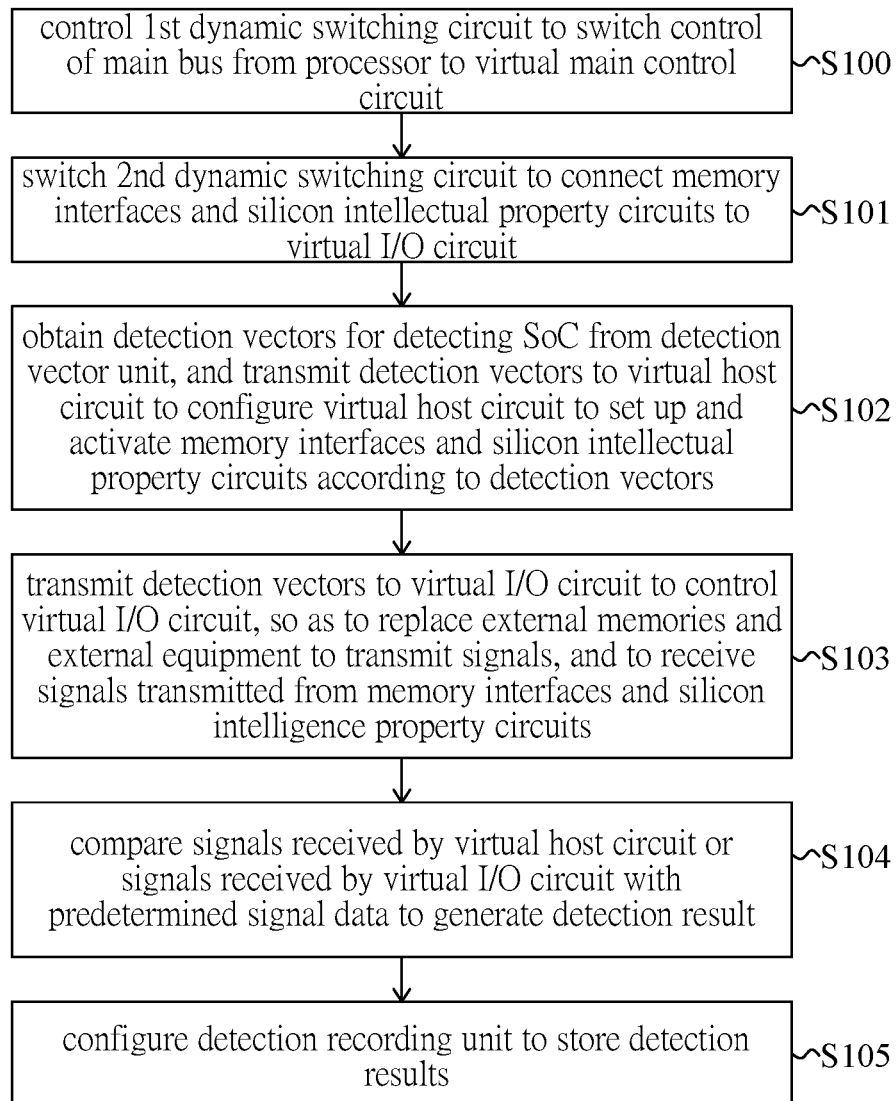 control 1st dynamic switching circuit to switch control
of main bus from processor to virtual main control
circuit
S100
switch 2nd dynamic switching circuit to connect memory
interfaces and silicon intellectual property circuits to
virtual I/O circuit
S101
obtain detection vectors for detecting SoC from detection
vector unit, and transmit detection vectors to virtual host
circuit to configure virtual host circuit to set up and
activate memory interfaces and silicon intellectual
property circuits according to detection vectors
S102
transmit detection vectors to virtual I/O circuit to control
virtual I/O circuit, so as to replace external memories and
external equipment to transmit signals, and to receive
signals transmitted from memory interfaces and silicon
intelligence property circuits
S103
compare signals received by virtual host circuit or
signals received by virtual I/O circuit with
predetermined signal data to generate detection result
S104
configure detection recording unit to store detection
results
S105